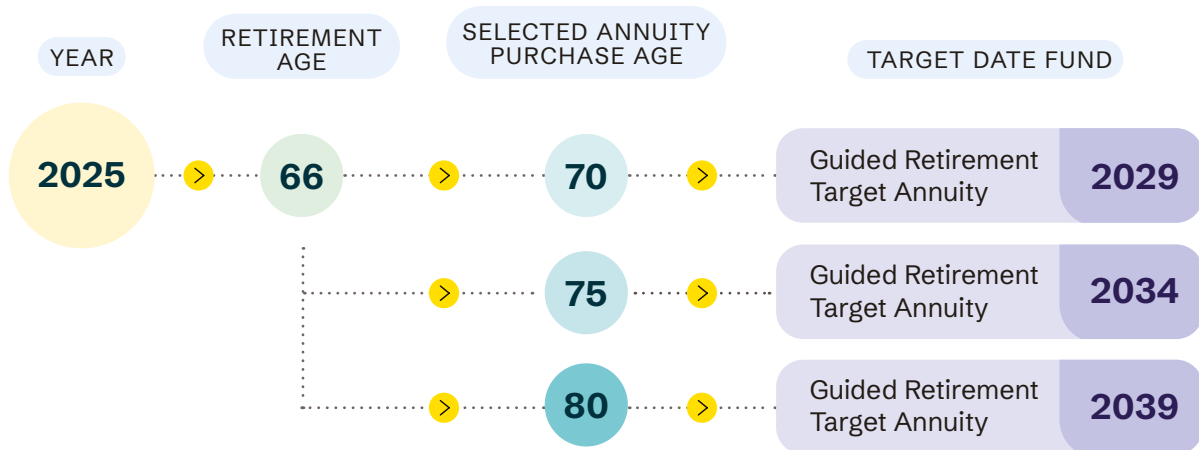 YEAR
RETIREMENT
AGE
SELECTED ANNUITY
PURCHASE AGE
TARGET DATE FUND
2025
66
70
Guided Retirement
Target Annuity
2029
75
Guided Retirement
Target Annuity
2034
80
Guided Retirement
Target Annuity
2039